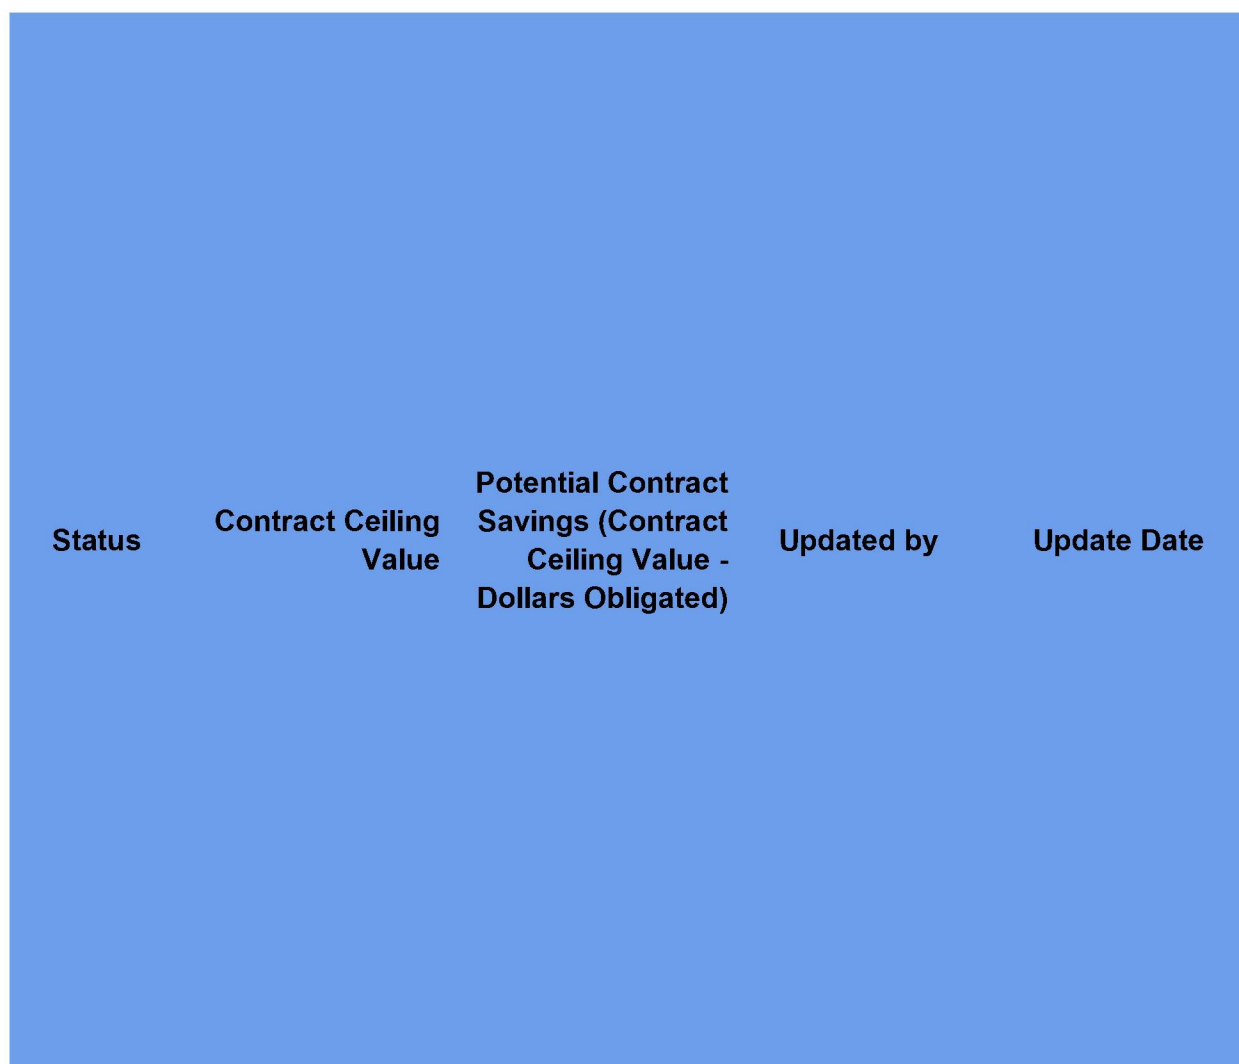 Status
Contract Ceiling
Value
Potential Contract
Savings (Contract
Ceiling Value -
Dollars Obligated)
Updated by
Update Date